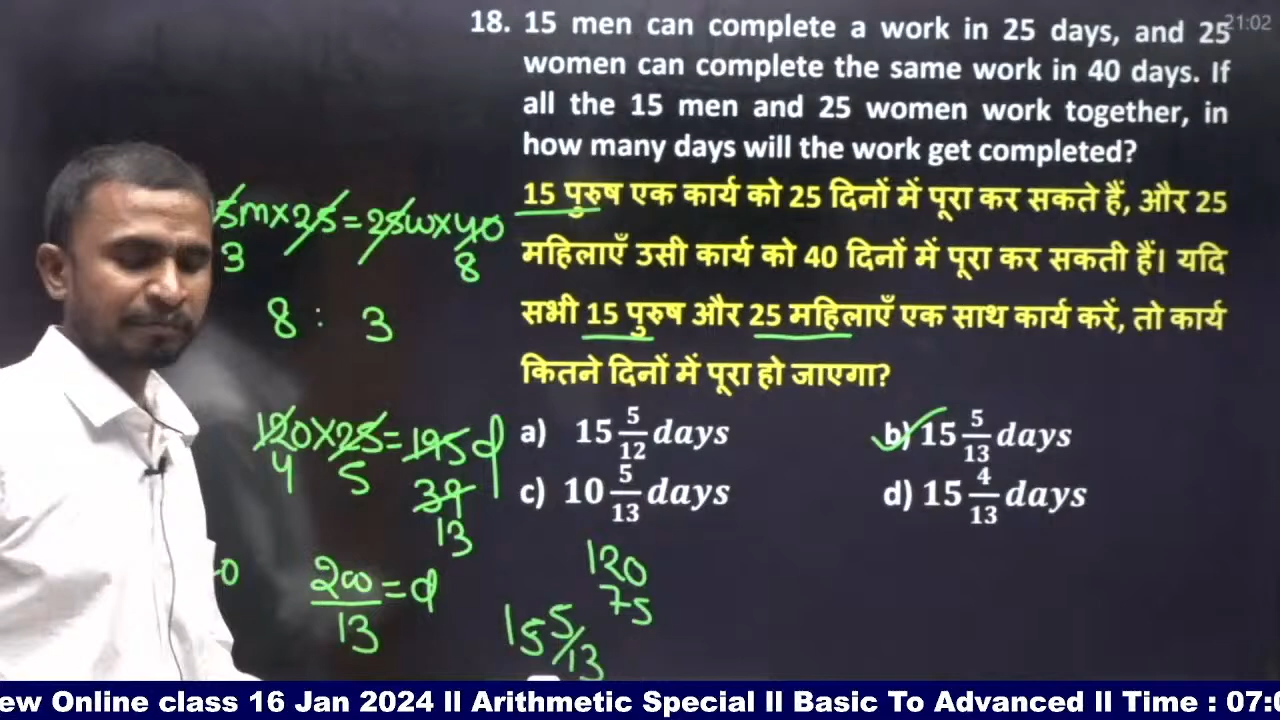 21:02
18. 15 men can complete a work in 25 days, and 25
women can complete the same work in 40 days. If
all the 15 men and 25 women work together, in
how many days will the work get completed?
15 पुरुष एक कार्य को 25 दिनों में पूरा कर सकते हैं, और 25
महिलाएँ उसी कार्य को 40 दिनों में पूरा कर सकती हैं। यदि
सभी 15 पुरुष और 25 महिलाएँ एक साथ कार्य करें, तो कार्य
कितने दिनों में पूरा हो जाएगा?
a) 15 5/12 days b) 15 5/13 days
c) 10 5/13 days d) 15 4/13 days
5m×25=25w×40
3 8
8 : 3
120×25=195d
4 5 39
13
200/13=d
120
75
15 5/13
ew Online class 16 Jan 2024 ll Arithmetic Special ll Basic To Advanced ll Time : 07:0